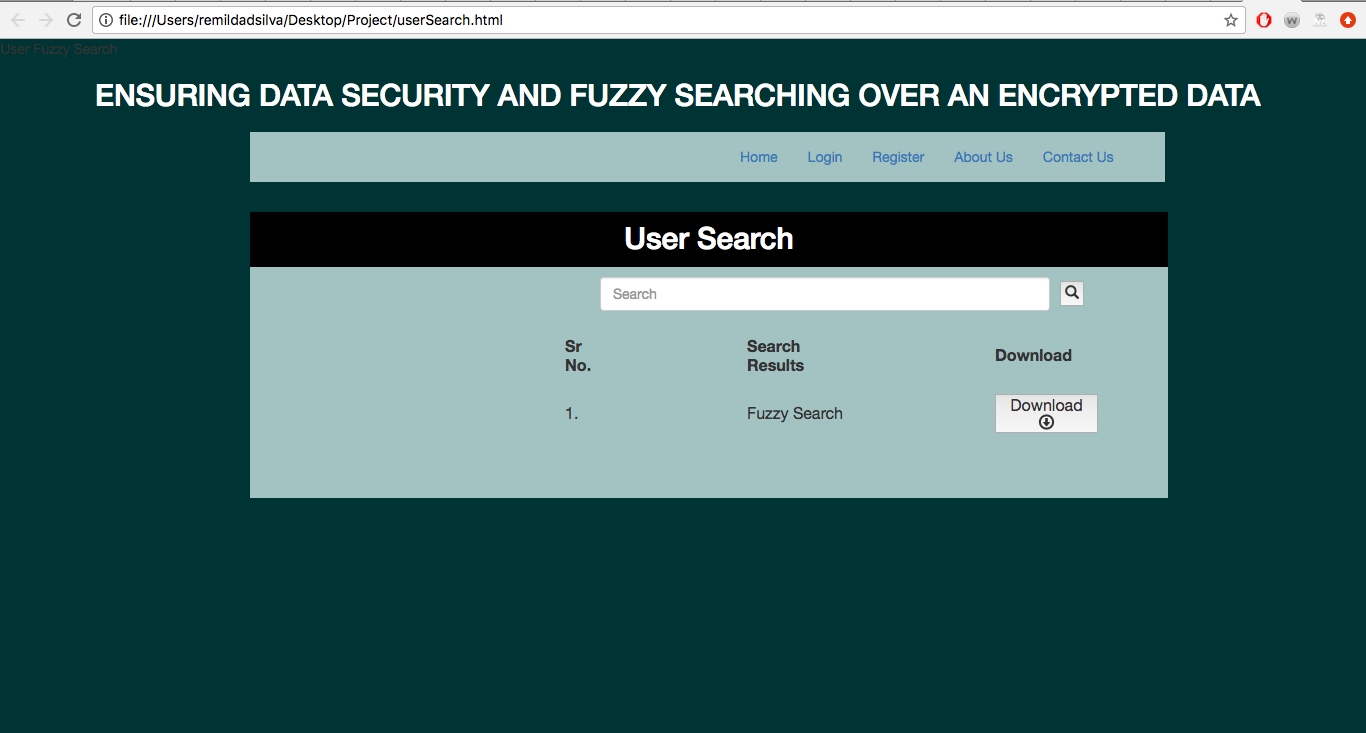 file:///Users/remildadsilva/Desktop/Project/userSearch.html
W
User Fuzzy Search
ENSURING DATA SECURITY AND FUZZY SEARCHING OVER AN ENCRYPTED DATA
Home Login Register About Us Contact Us
User Search
Search
Sr No. Search Results Download
1. Fuzzy Search Download